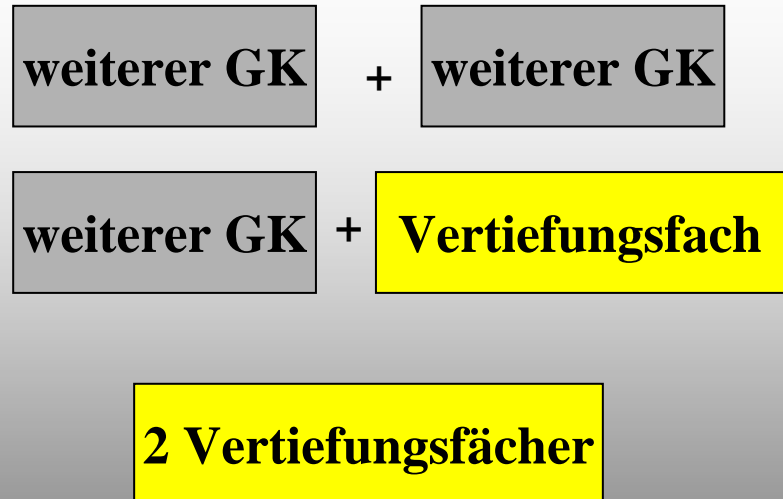 weiterer GK + weiterer GK
weiterer GK + Vertiefungsfach
2 Vertiefungsfächer